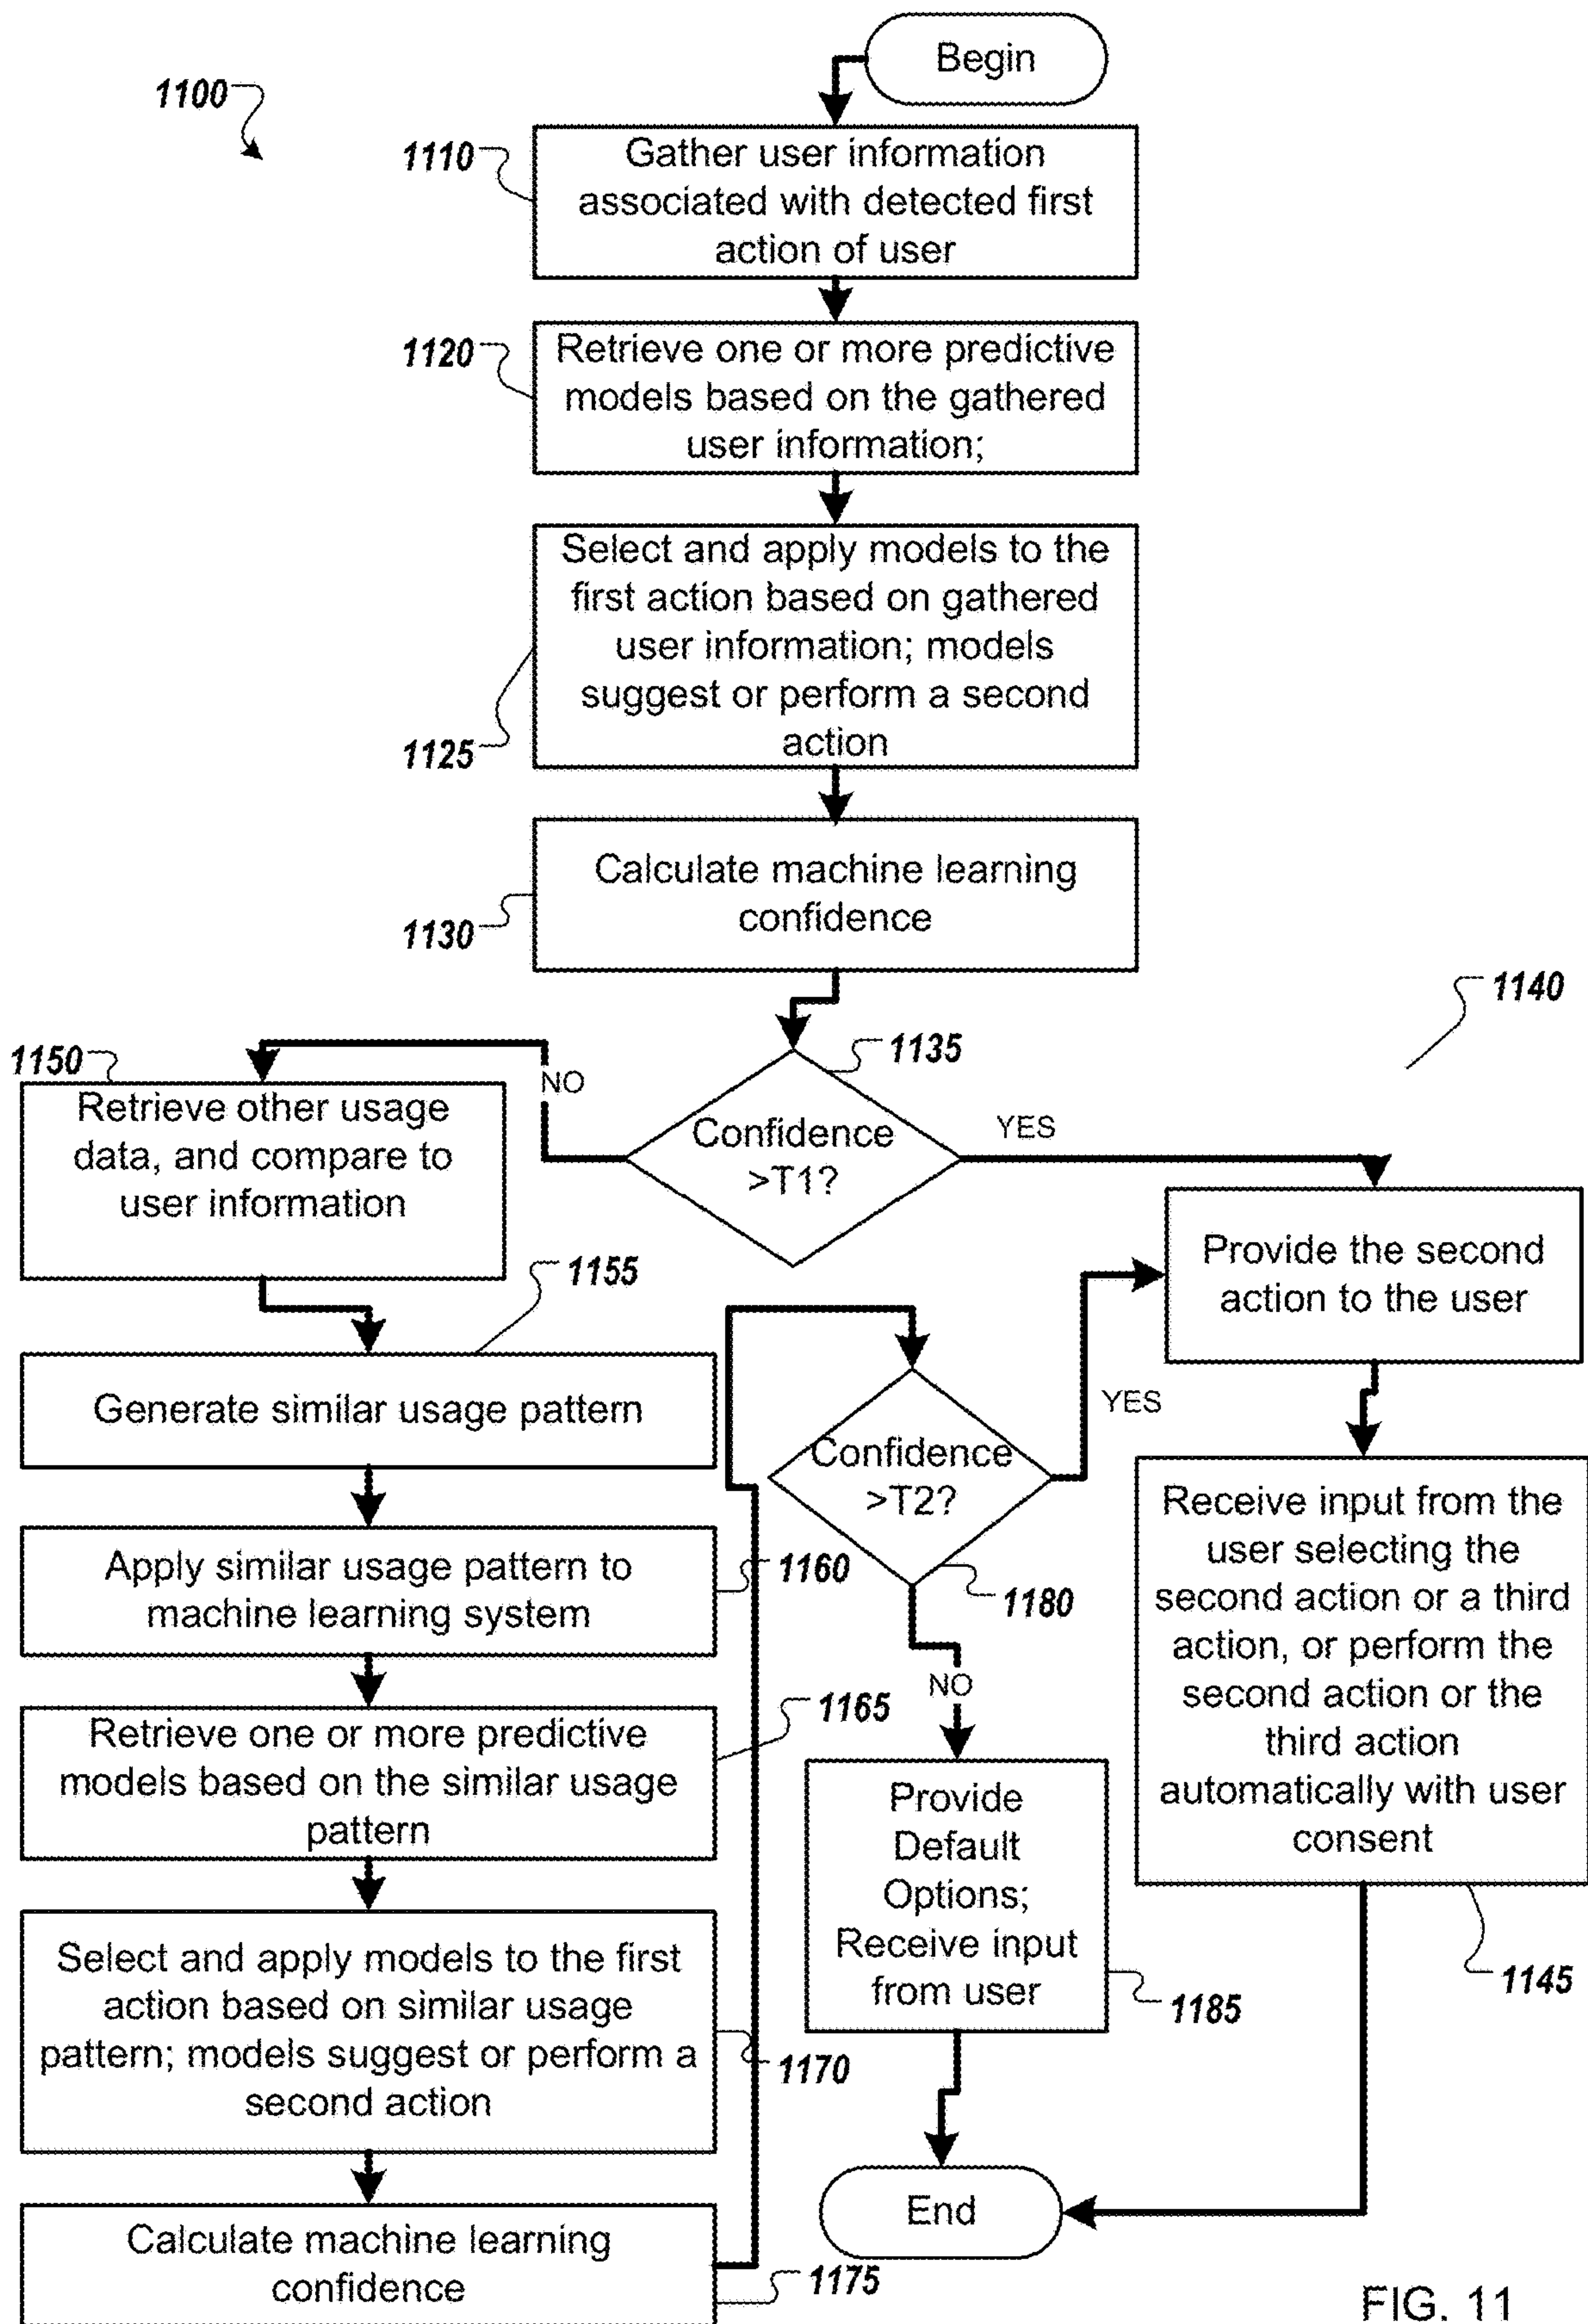 Begin
1100
1110
Gather user information
associated with detected first
action of user
1120
Retrieve one or more predictive
models based on the gathered
user information;
Select and apply models to the
first action based on gathered
user information; models
suggest or perform a second
action
1125
Calculate machine learning
confidence
1130
1140
1135
Confidence
>T1?
NO
YES
1150
Retrieve other usage
data, and compare to
user information
Provide the second
action to the user
1155
Generate similar usage pattern
Confidence
>T2?
YES
NO
1180
Apply similar usage pattern to
machine learning system
1160
Receive input from the
user selecting the
second action or a third
action, or perform the
second action or the
third action
automatically with user
consent
1145
1165
Retrieve one or more predictive
models based on the similar usage
pattern
Provide
Default
Options;
Receive input
from user
1185
Select and apply models to the first
action based on similar usage
pattern; models suggest or perform a
second action
1170
Calculate machine learning
confidence
1175
End
FIG. 11